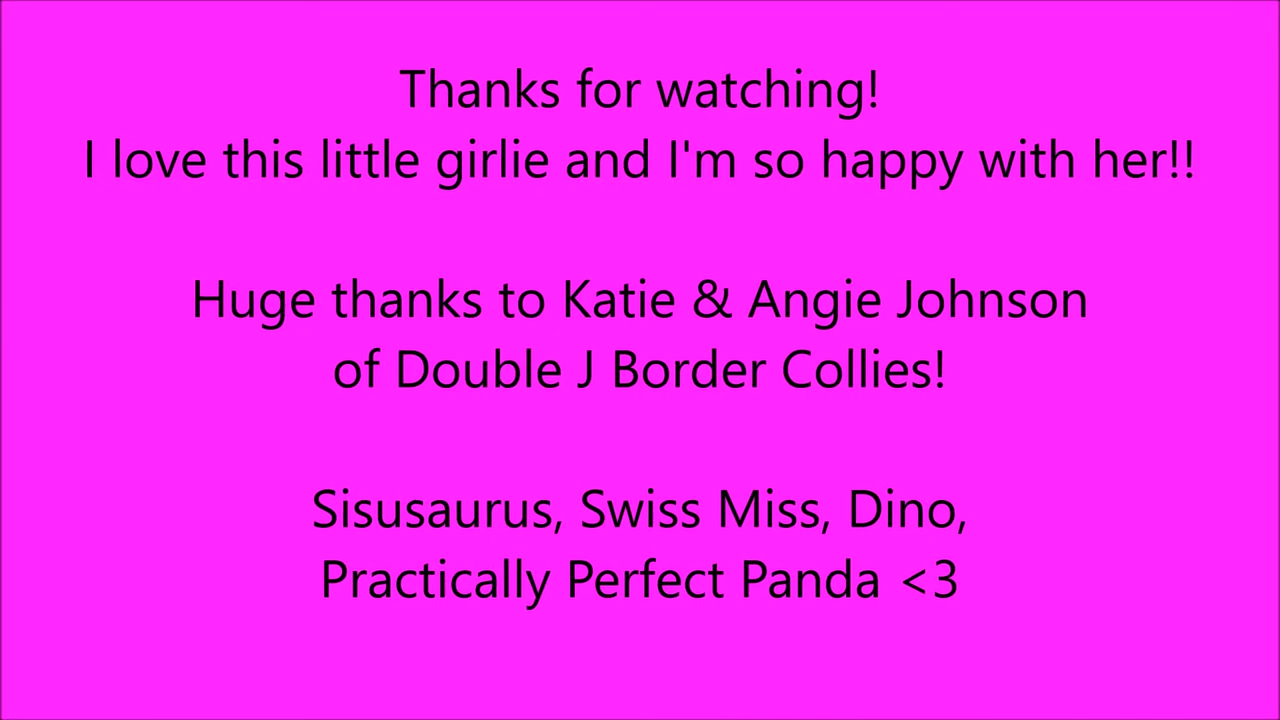 Thanks for watching!
I love this little girlie and I'm so happy with her!!
Huge thanks to Katie & Angie Johnson
of Double J Border Collies!
Sisusaurus, Swiss Miss, Dino,
Practically Perfect Panda <3